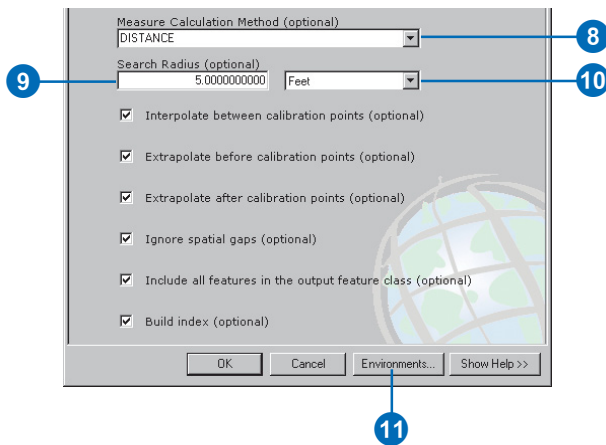 Measure Calculation Method (optional)
DISTANCE
8
Search Radius (optional)
9
5.0000000000
Feet
10
Interpolate between calibration points (optional)
Extrapolate before calibration points (optional)
Extrapolate after calibration points (optional)
Ignore spatial gaps (optional)
Include all features in the output feature class (optional)
Build index (optional)
OK
Cancel
Environments...
Show Help >>
11